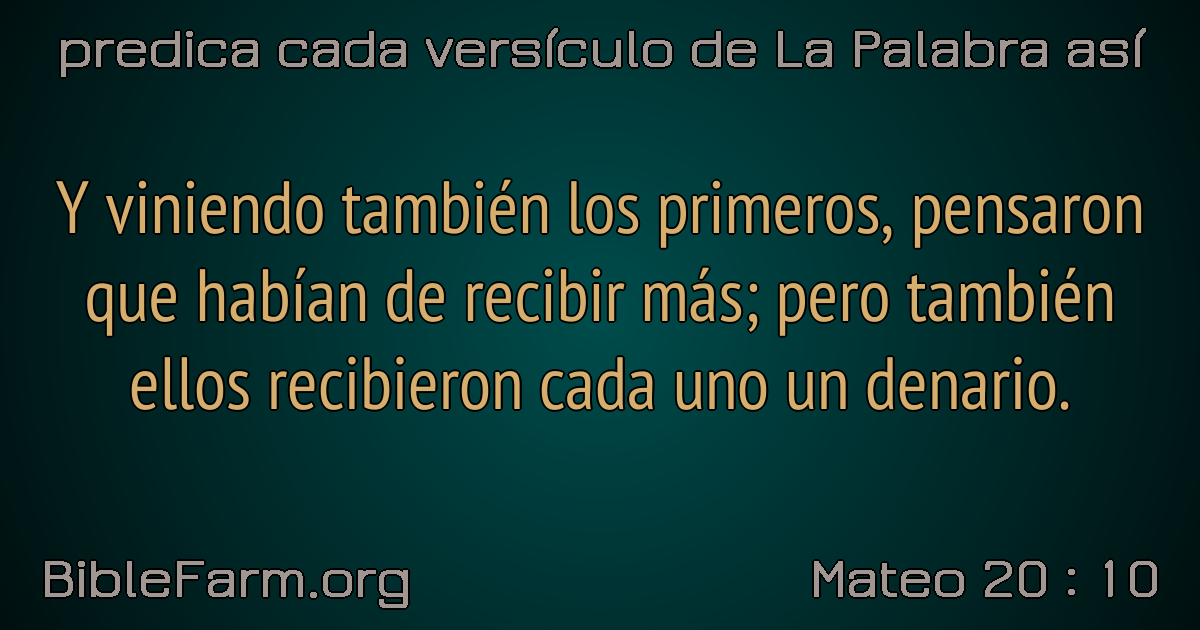 predica cada versículo de La Palabra así
Y viniendo también los primeros, pensaron
que habían de recibir más; pero también
ellos recibieron cada uno un denario.
BibleFarm.org
Mateo 20 : 10